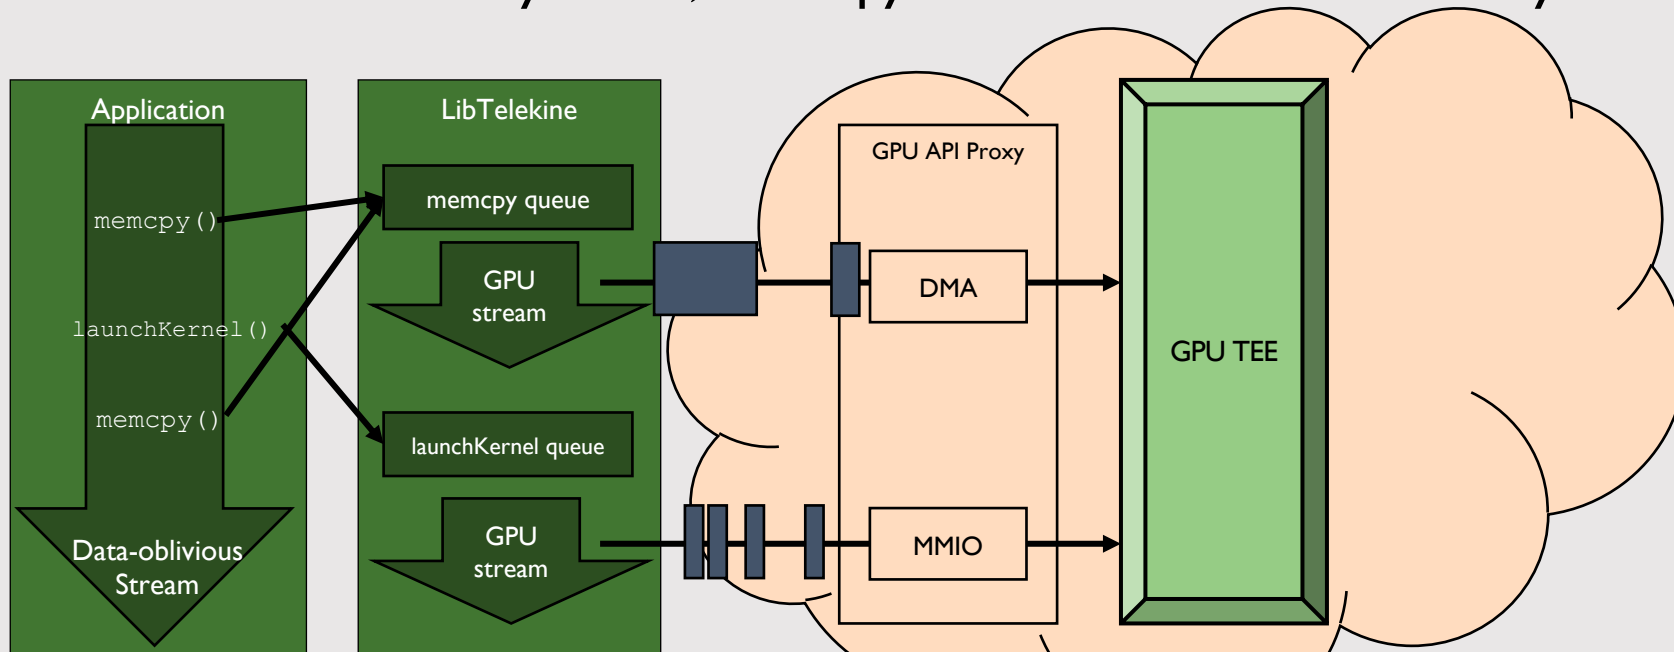 Application
memcpy()
launchKernel()
memcpy()
Data-oblivious
Stream
LibTelekine
memcpy queue
GPU
stream
launchKernel queue
GPU
stream
GPU API Proxy
DMA
MMIO
GPU TEE